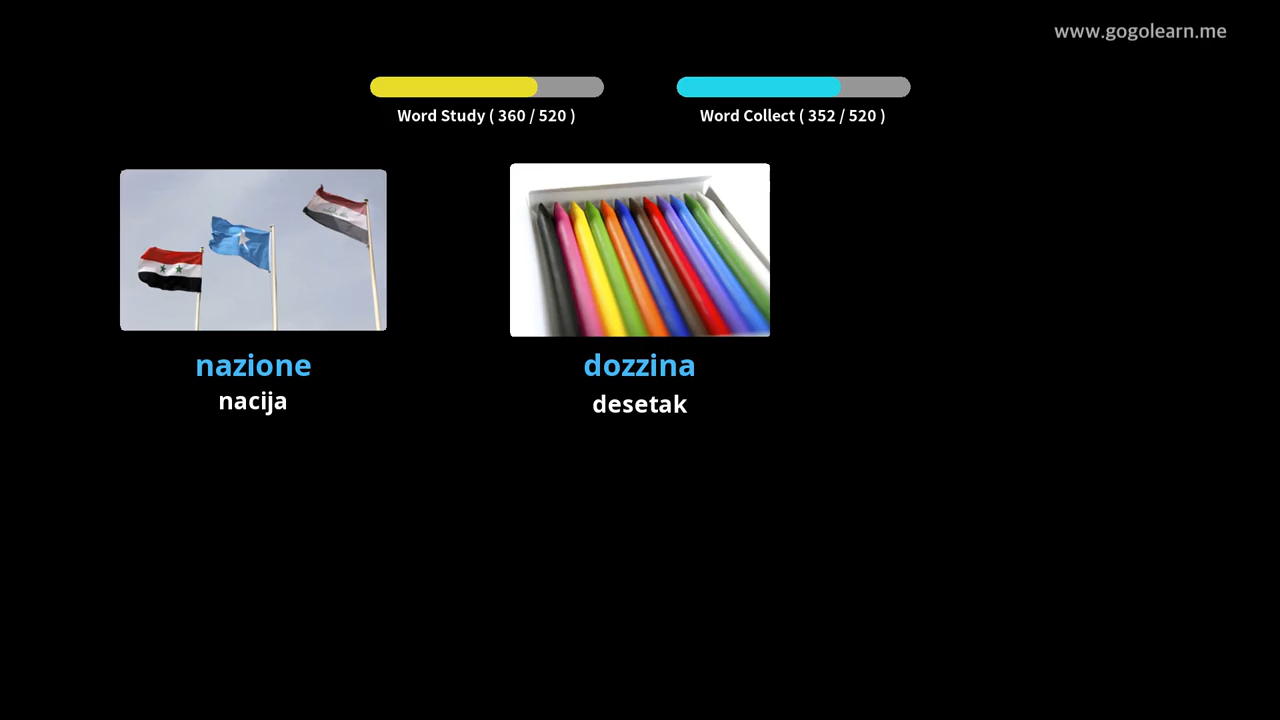 www.gogolearn.me
Word Study ( 360 / 520 )
Word Collect ( 352 / 520 )
nazione
nacija
dozzina
desetak